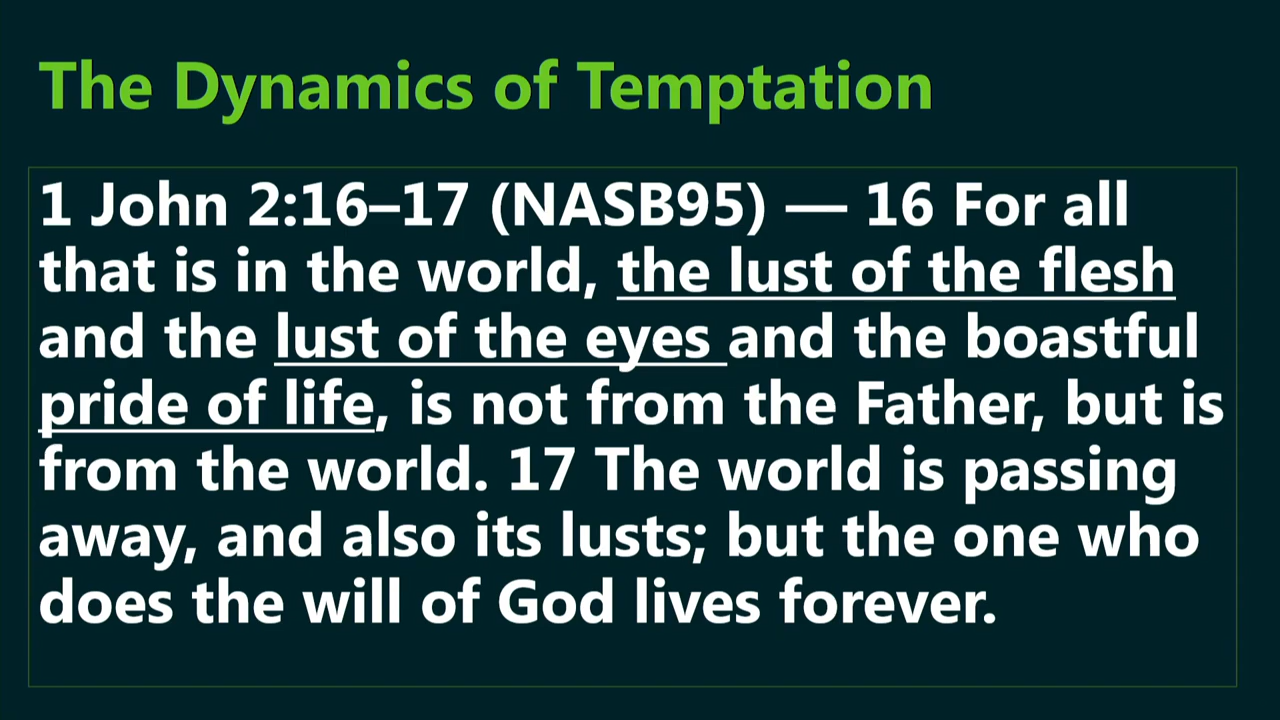 The Dynamics of Temptation
1 John 2:16–17 (NASB95) — 16 For all
that is in the world, the lust of the flesh
and the lust of the eyes and the boastful
pride of life, is not from the Father, but is
from the world. 17 The world is passing
away, and also its lusts; but the one who
does the will of God lives forever.